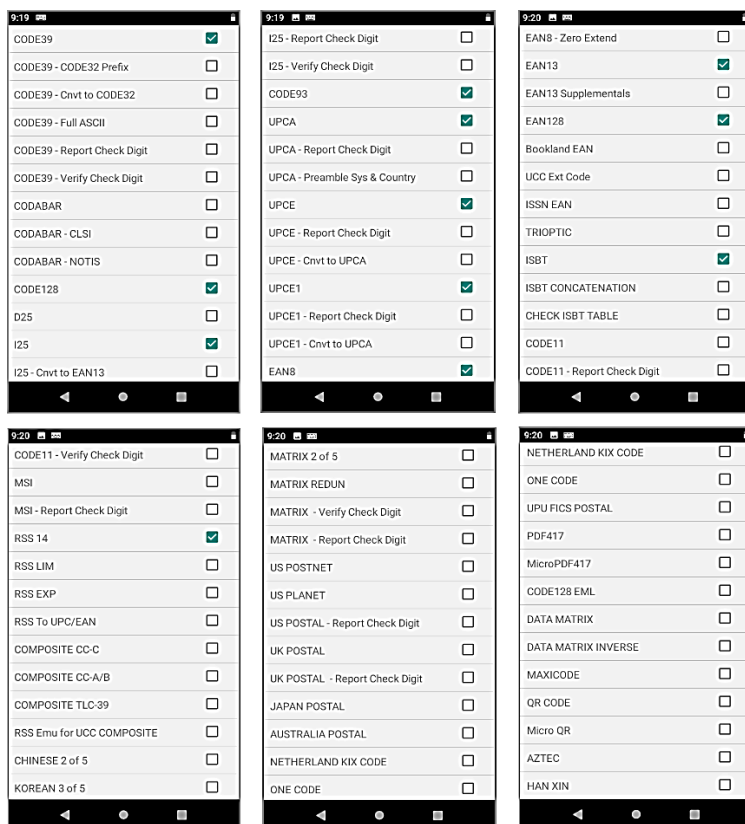 9:19
CODE39
CODE39 - CODE32 Prefix
CODE39 - Cnvt to CODE32
CODE39 - Full ASCII
CODE39 - Report Check Digit
CODE39 - Verify Check Digit
CODABAR
CODABAR - CLSI
CODABAR - NOTIS
CODE128
D25
I25
I25 - Cnvt to EAN13
9:19
I25 - Report Check Digit
I25 - Verify Check Digit
CODE93
UPCA
UPCA - Report Check Digit
UPCA - Preamble Sys & Country
UPCE
UPCE - Report Check Digit
UPCE - Cnvt to UPCA
UPCE1
UPCE1 - Report Check Digit
UPCE1 - Cnvt to UPCA
EAN8
9:20
EAN8 - Zero Extend
EAN13
EAN13 Supplementals
EAN128
Bookland EAN
UCC Ext Code
ISSN EAN
TRIOPTIC
ISBT
ISBT CONCATENATION
CHECK ISBT TABLE
CODE11
CODE11 - Report Check Digit
9:20
CODE11 - Verify Check Digit
MSI
MSI - Report Check Digit
RSS 14
RSS LIM
RSS EXP
RSS To UPC/EAN
COMPOSITE CC-C
COMPOSITE CC-A/B
COMPOSITE TLC-39
RSS Emu for UCC COMPOSITE
CHINESE 2 of 5
KOREAN 3 of 5
9:20
MATRIX 2 of 5
MATRIX REDUN
MATRIX - Verify Check Digit
MATRIX - Report Check Digit
US POSTNET
US PLANET
US POSTAL - Report Check Digit
UK POSTAL
UK POSTAL - Report Check Digit
JAPAN POSTAL
AUSTRALIA POSTAL
NETHERLAND KIX CODE
ONE CODE
9:20
NETHERLAND KIX CODE
ONE CODE
UPU FICS POSTAL
PDF417
MicroPDF417
CODE128 EML
DATA MATRIX
DATA MATRIX INVERSE
MAXICODE
QR CODE
Micro QR
AZTEC
HAN XIN